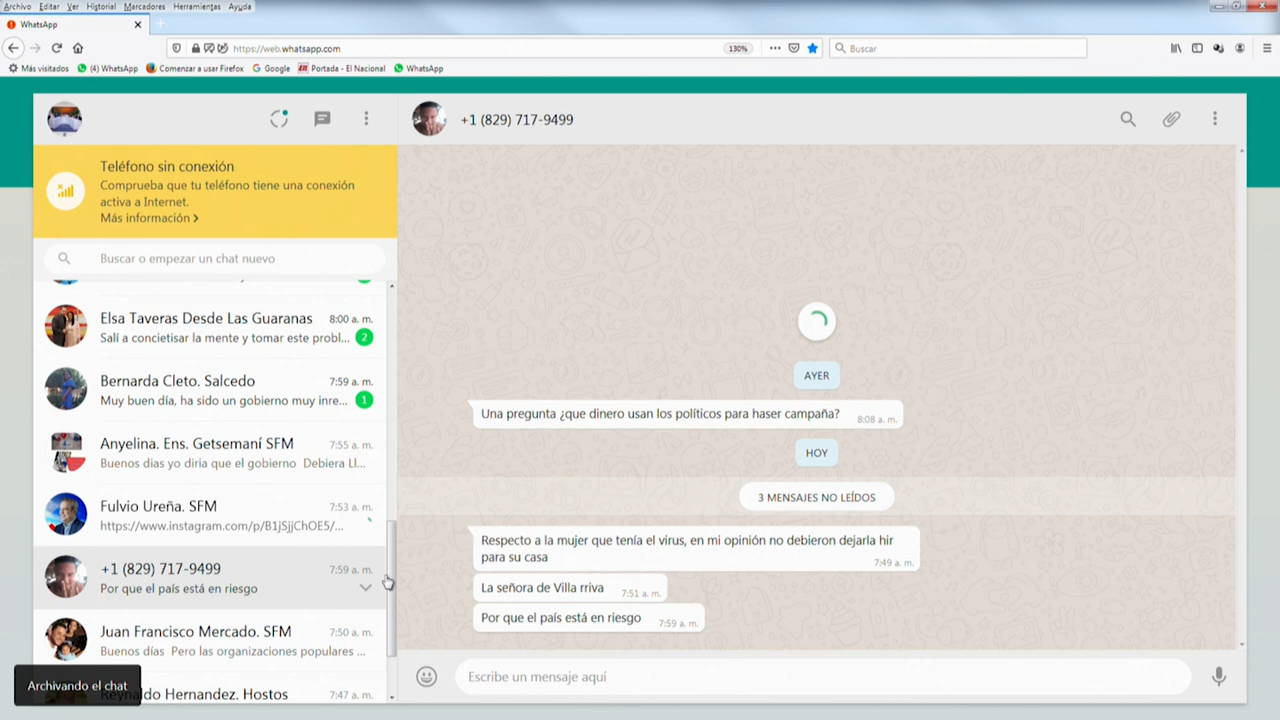 Archivo Editar Ver Historial Marcadores Herramientas Ayuda
WhatsApp
https://web.whatsapp.com
130%
Buscar
Más visitados
(4) WhatsApp
Comenzar a usar Firefox
Google
Portada - El Nacional
WhatsApp
+1 (829) 717-9499
Teléfono sin conexión
Comprueba que tu teléfono tiene una conexión
activa a Internet.
Más información >
Buscar o empezar un chat nuevo
Elsa Taveras Desde Las Guaranas 8:00 a. m.
Salí a concietisar la mente y tomar este probl... 2
Bernarda Cleto. Salcedo 7:59 a. m.
Muy buen día, ha sido un gobierno muy inre... 1
Anyelina. Ens. Getsemaní SFM 7:55 a. m.
Buenos dias yo diria que el gobierno Debiera Ll...
Fulvio Ureña. SFM 7:53 a. m.
https://www.instagram.com/p/B1jSjjChOE5/...
+1 (829) 717-9499 7:59 a. m.
Por que el país está en riesgo
Juan Francisco Mercado. SFM 7:50 a. m.
Buenos días Pero las organizaciones populares ...
Reynaldo Hernandez. Hostos 7:47 a. m.
Archivando el chat
AYER
Una pregunta ¿que dinero usan los políticos para haser campaña? 8:08 a. m.
HOY
3 MENSAJES NO LEÍDOS
Respecto a la mujer que tenía el virus, en mi opinión no debieron dejarla hir
para su casa 7:49 a. m.
La señora de Villa rriva 7:51 a. m.
Por que el país está en riesgo 7:59 a. m.
Escribe un mensaje aquí